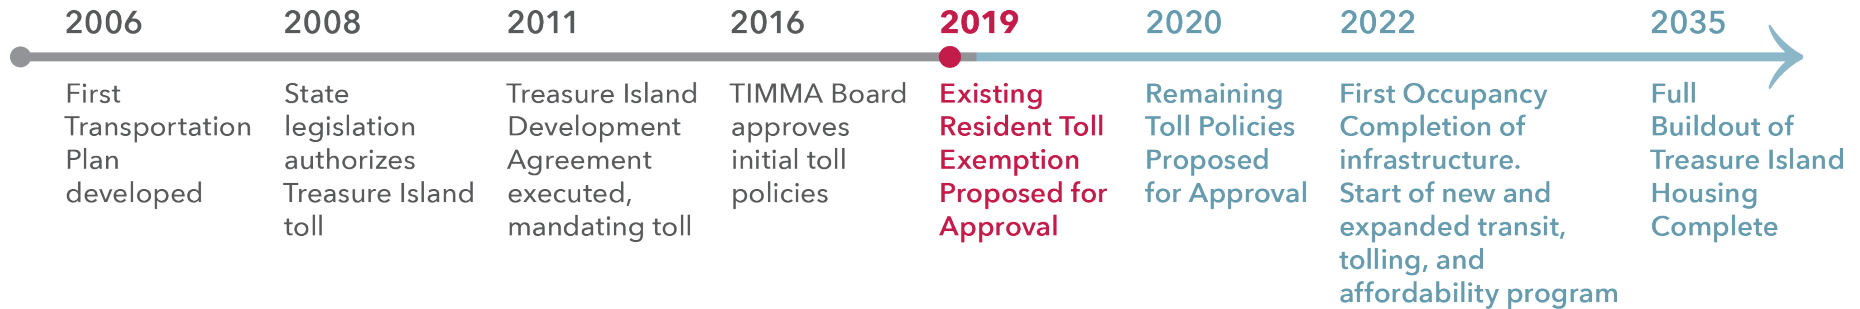 2006
First
Transportation
Plan
developed
2008
State
legislation
authorizes
Treasure Island
toll
2011
Treasure Island
Development
Agreement
executed,
mandating toll
2016
TIMMA Board
approves
initial toll
policies
2019
Existing
Resident Toll
Exemption
Proposed for
Approval
2020
Remaining
Toll Policies
Proposed
for Approval
2022
First Occupancy
Completion of
infrastructure.
Start of new and
expanded transit,
tolling, and
affordability program
2035
Full
Buildout of
Treasure Island
Housing
Complete